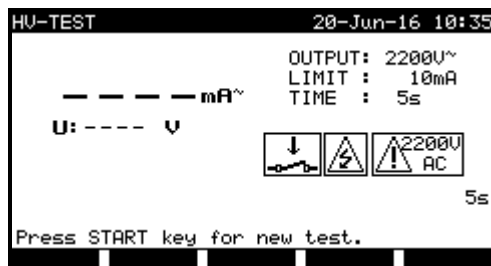 HV-TEST 20-Jun-16 10:35
OUTPUT: 2200V~
LIMIT : 10mA
TIME : 5s
----mA~
U:---- V
2200V
AC
5s
Press START key for new test.